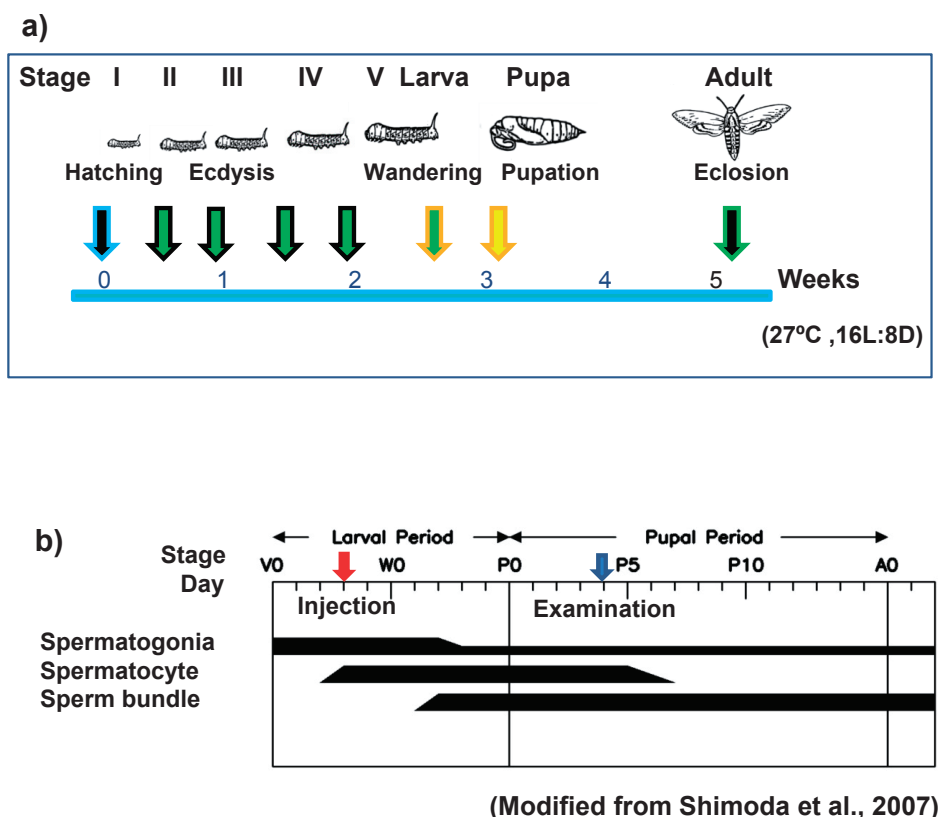 a)
Stage I II III IV V Larva Pupa Adult
Hatching Ecdysis Wandering Pupation Eclosion
0 1 2 3 4 5 Weeks
(27ºC ,16L:8D)
b)
Larval Period Pupal Period
Stage
V0 W0 P0 P5 P10 A0
Day
Injection Examination
Spermatogonia
Spermatocyte
Sperm bundle
(Modified from Shimoda et al., 2007)